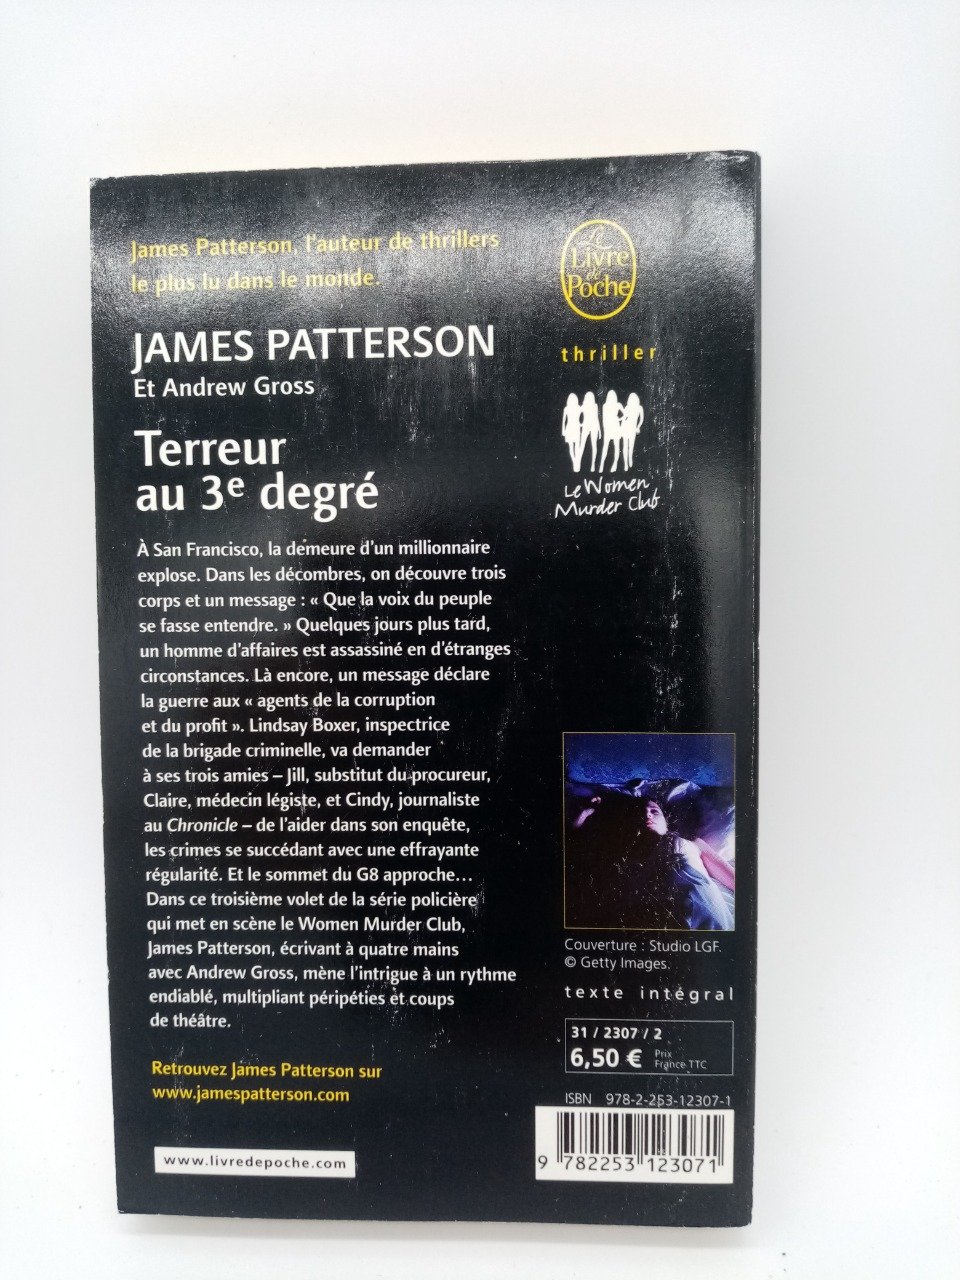 James Patterson, l'auteur de thrillers
le plus lu dans le monde.
JAMES PATTERSON
Et Andrew Gross
Terreur
au 3e degré
À San Francisco, la demeure d'un millionnaire
explose. Dans les décombres, on découvre trois
corps et un message : « Que la voix du peuple
se fasse entendre. » Quelques jours plus tard,
un homme d'affaires est assassiné en d'étranges
circonstances. Là encore, un message déclare
la guerre aux « agents de la corruption
et du profit ». Lindsay Boxer, inspectrice
de la brigade criminelle, va demander
à ses trois amies – Jill, substitut du procureur,
Claire, médecin légiste, et Cindy, journaliste
au Chronicle – de l'aider dans son enquête,
les crimes se succédant avec une effrayante
régularité. Et le sommet du G8 approche...
Dans ce troisième volet de la série policière
qui met en scène le Women Murder Club,
James Patterson, écrivant à quatre mains
avec Andrew Gross, mène l'intrigue à un rythme
endiablé, multipliant péripéties et coups
de théâtre.
Retrouvez James Patterson sur
www.jamespatterson.com
www.livredepoche.com
Le
Livre
de
Poche
thriller
Le Women
Murder Club
Couverture : Studio LGF.
© Getty Images.
texte intégral
31 / 2307 / 2
6,50 € Prix
France TTC
ISBN 978-2-253-12307-1
9 782253 123071